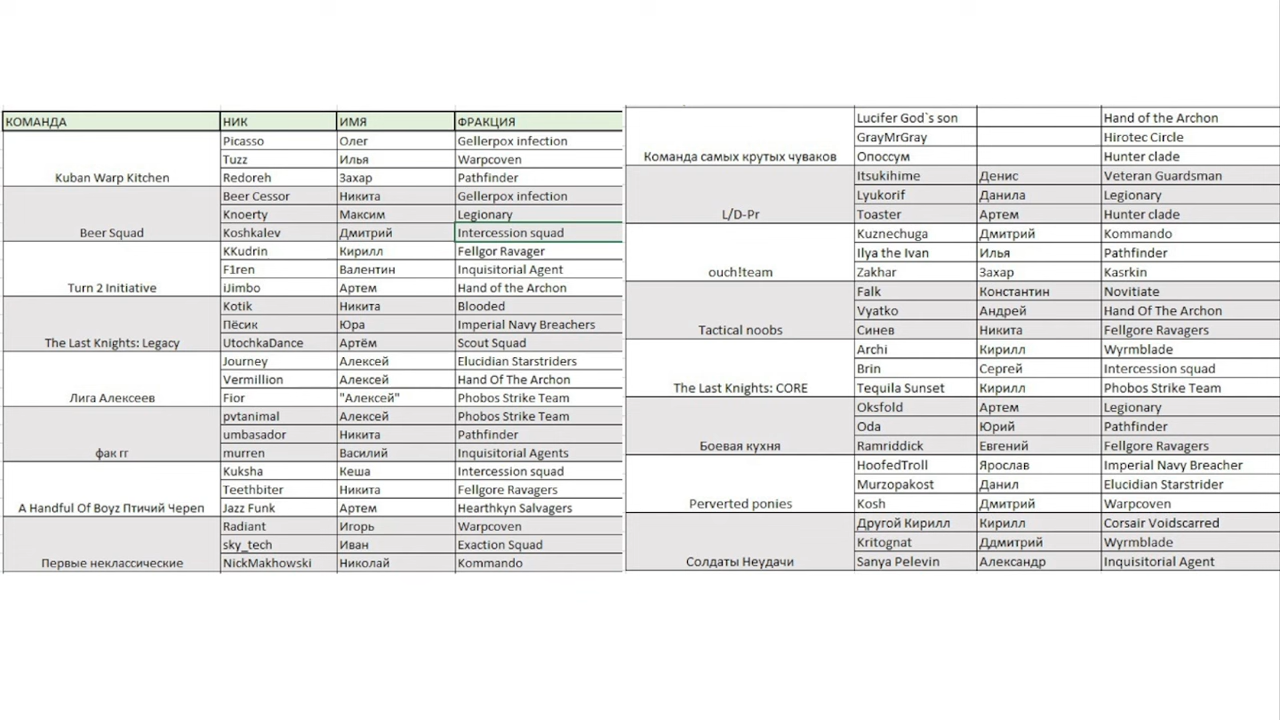 КОМАНДА НИК ИМЯ ФРАКЦИЯ
Picasso Олег Gellerpox infection
Tuzz Илья Warpcoven
Kuban Warp Kitchen Redoreh Захар Pathfinder
Beer Cessor Никита Gellerpox infection
Knoerty Максим Legionary
Beer Squad Koshkalev Дмитрий Intercession squad
KKudrin Кирилл Fellgor Ravager
F1ren Валентин Inquisitorial Agent
Turn 2 Initiative iJimbo Артем Hand of the Archon
Kotik Никита Blooded
Пёсик Юра Imperial Navy Breachers
The Last Knights: Legacy UtochkaDance Артём Scout Squad
Journey Алексей Elucidian Starstriders
Vermillion Алексей Hand Of The Archon
Лига Алексеев Fior "Алексей" Phobos Strike Team
pvtanimal Алексей Phobos Strike Team
umbasador Никита Pathfinder
фак гг murren Василий Inquisitorial Agents
Kuksha Кеша Intercession squad
Teethbiter Никита Fellgore Ravagers
A Handful Of Boyz Птичий Череп Jazz Funk Артем Hearthkyn Salvagers
Radiant Игорь Warpcoven
sky_tech Иван Exaction Squad
Первые неклассические NickMakhowski Николай Kommando
Lucifer God`s son Hand of the Archon
GrayMrGray Hirotec Circle
Команда самых крутых чуваков Опоссум Hunter clade
Itsukihime Денис Veteran Guardsman
Lyukorif Данила Legionary
L/D-Pr Toaster Артем Hunter clade
Kuznechuga Дмитрий Kommando
Ilya the Ivan Илья Pathfinder
ouch!team Zakhar Захар Kasrkin
Falk Константин Novitiate
Vyatko Андрей Hand Of The Archon
Tactical noobs Синев Никита Fellgore Ravagers
Archi Кирилл Wyrmblade
Brin Сергей Intercession squad
The Last Knights: CORE Tequila Sunset Кирилл Phobos Strike Team
Oksfold Артем Legionary
Oda Юрий Pathfinder
Боевая кухня Ramriddick Евгений Fellgore Ravagers
HoofedTroll Ярослав Imperial Navy Breacher
Murzopakost Данил Elucidian Starstrider
Perverted ponies Kosh Дмитрий Warpcoven
Другой Кирилл Кирилл Corsair Voidscarred
Kritognat Ддмитрий Wyrmblade
Солдаты Неудачи Sanya Pelevin Александр Inquisitorial Agent